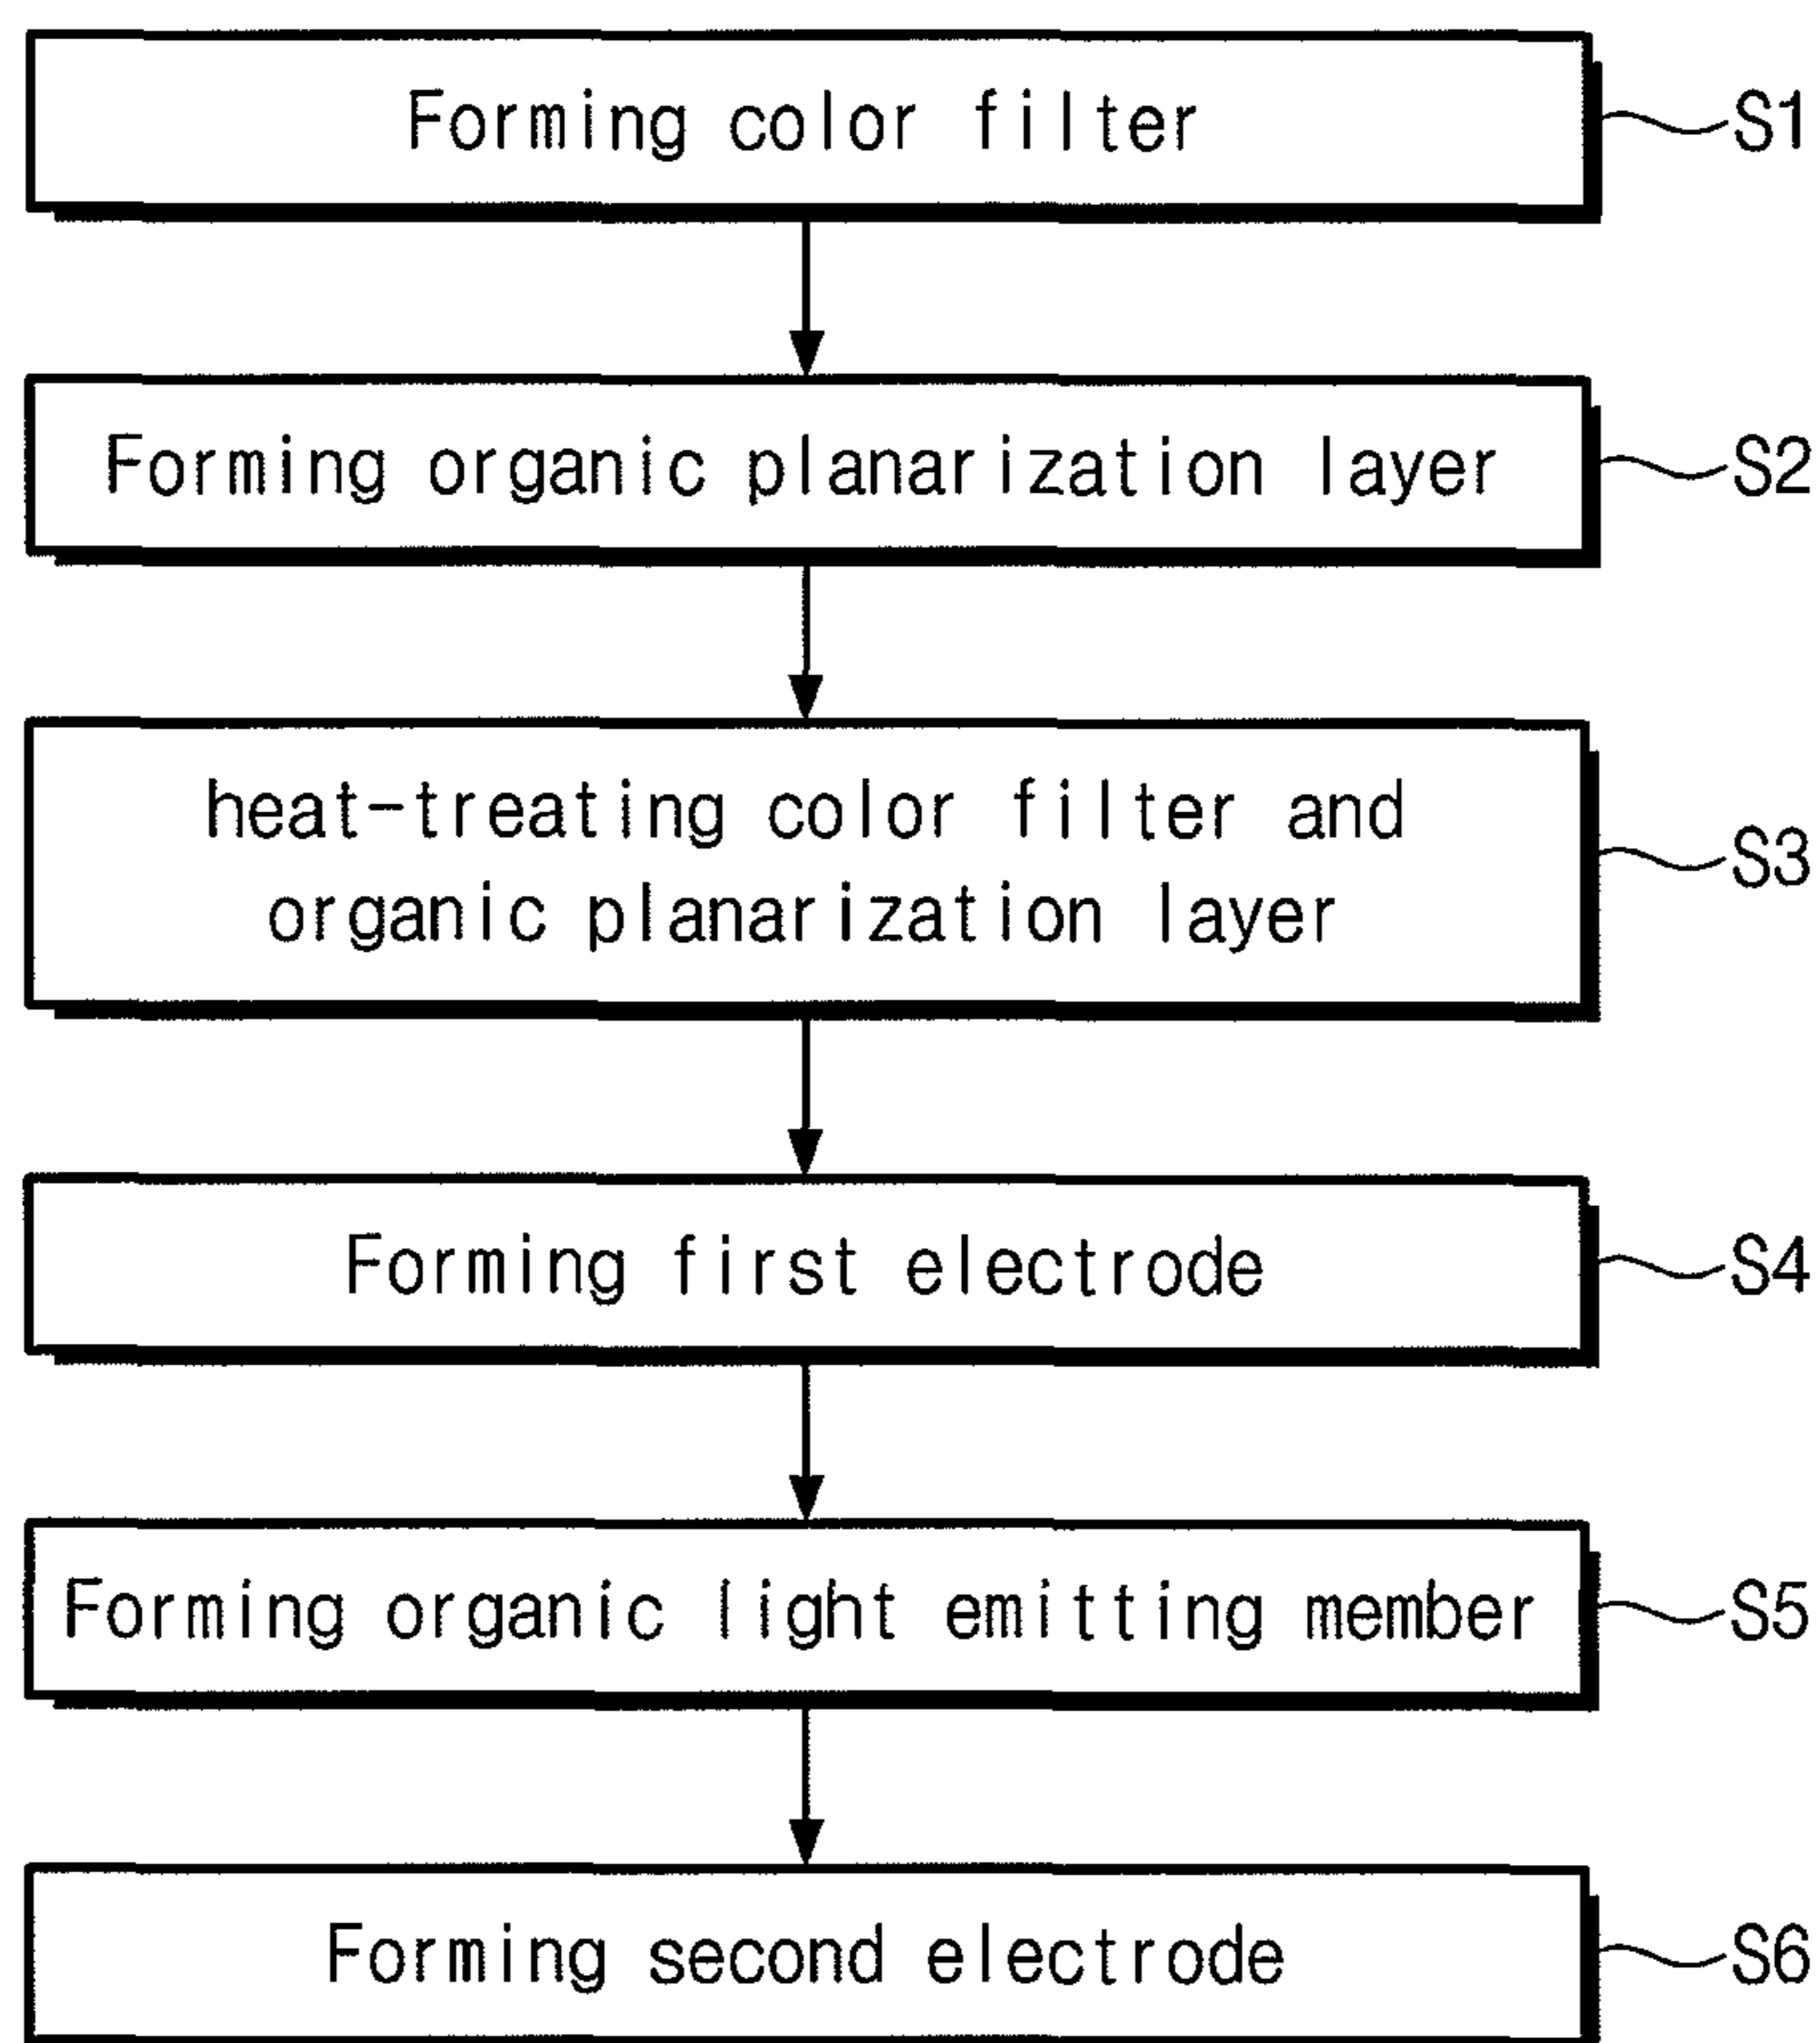 Forming color filter
S1
Forming organic planarization layer
S2
heat-treating color filter and
organic planarization layer
S3
Forming first electrode
S4
Forming organic light emitting member
S5
Forming second electrode
S6